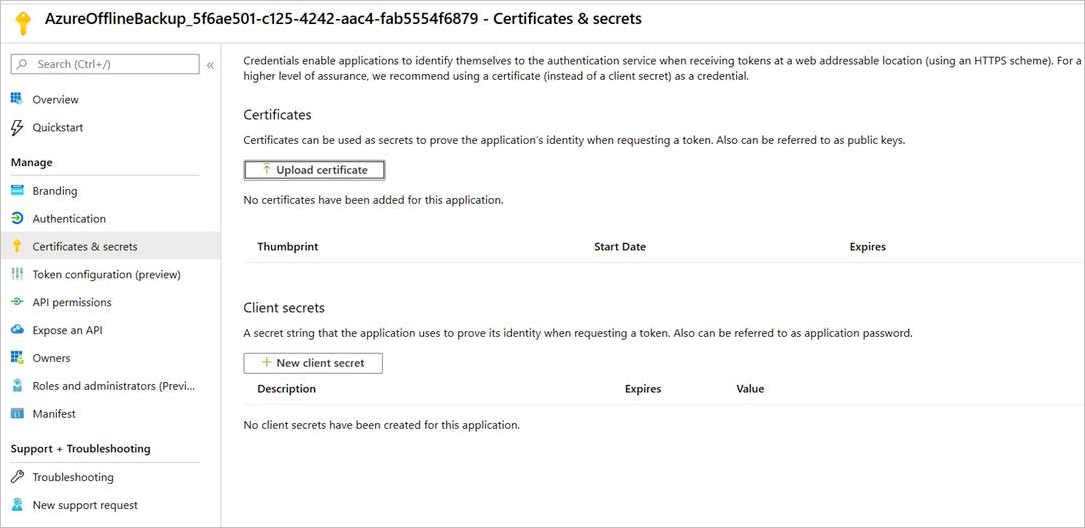 AzureOfflineBackup_5f6ae501-c125-4242-aac4-fab5554f6879 - Certificates & secrets
Search (Ctrl+/)
«
Overview
Quickstart
Manage
Branding
Authentication
Certificates & secrets
Token configuration (preview)
API permissions
Expose an API
Owners
Roles and administrators (Previ...
Manifest
Support + Troubleshooting
Troubleshooting
New support request
Credentials enable applications to identify themselves to the authentication service when receiving tokens at a web addressable location (using an HTTPS scheme). For a
higher level of assurance, we recommend using a certificate (instead of a client secret) as a credential.
Certificates
Certificates can be used as secrets to prove the application's identity when requesting a token. Also can be referred to as public keys.
Upload certificate
No certificates have been added for this application.
Thumbprint Start Date Expires
Client secrets
A secret string that the application uses to prove its identity when requesting a token. Also can be referred to as application password.
New client secret
Description Expires Value
No client secrets have been created for this application.